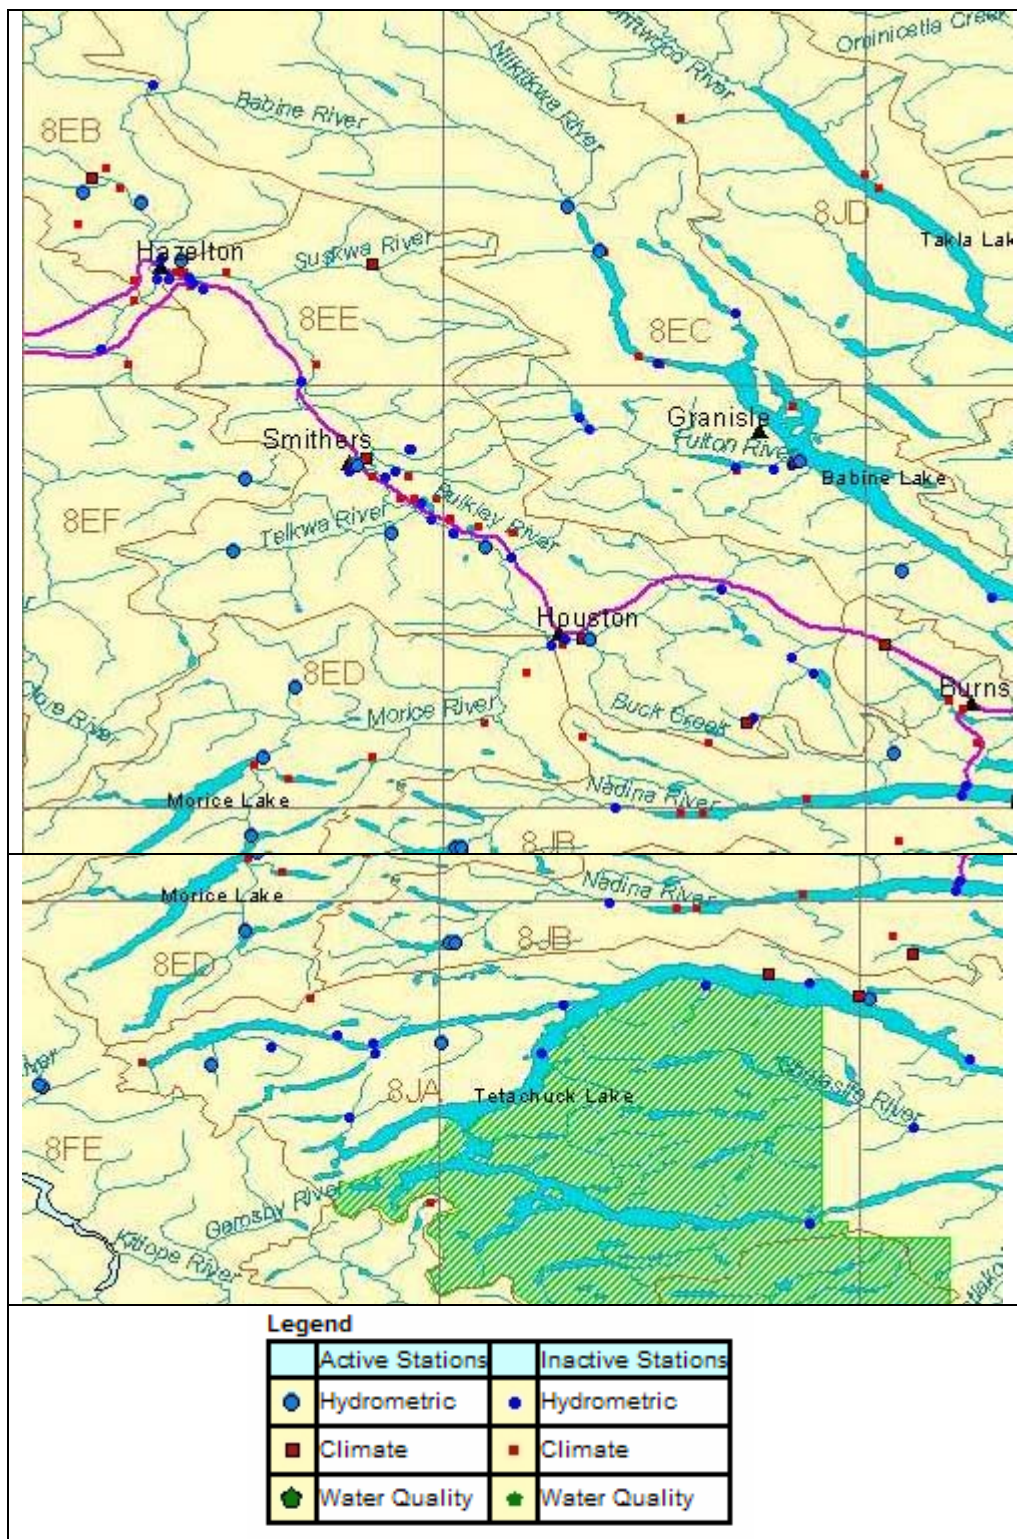 Driftwood River
Ominicetla Creek
Nilkitkwa River
Babine River
8EB
8JD
Hazelton
Suskwa River
Takla Lak
8EE
8EC
Granisle
Smithers
Fulton River
Babine Lake
Bulkley River
8EF
Telkwa River
Houston
8ED
Burns
Morice River
Buck Creek
River
Nadina River
Morice Lake
8JB
Nadina River
Morice Lake
8JB
8ED
8JA
Tetachuck Lake
River
8FE
Gamsby River
Kitlope River
Legend
Active Stations Inactive Stations
Hydrometric Hydrometric
Climate Climate
Water Quality Water Quality